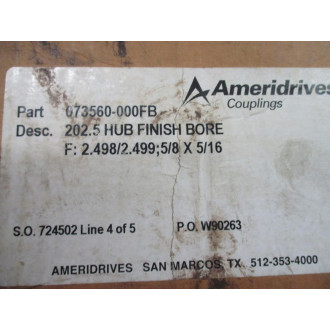 Ameridrives
Couplings
Part 073560-000FB
Desc. 202.5 HUB FINISH BORE
F: 2.498/2.499;5/8 X 5/16
S.O. 724502 Line 4 of 5 P.O. W90263
AMERIDRIVES SAN MARCOS, TX 512-353-4000